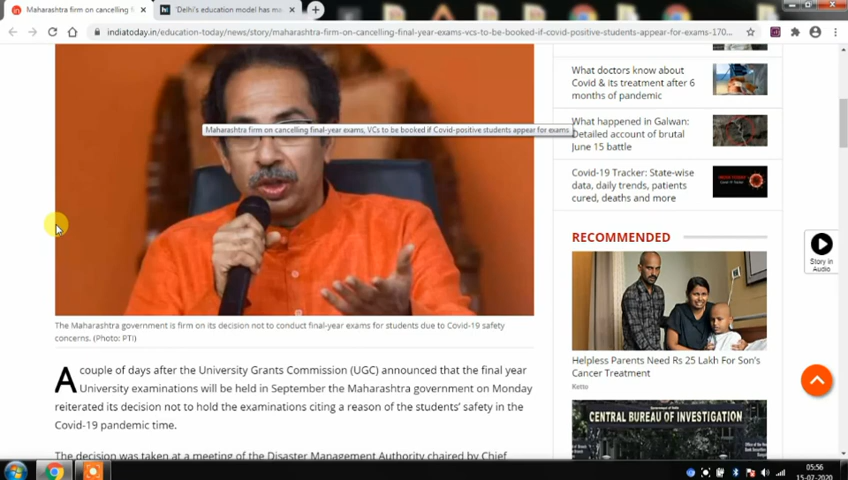 Maharashtra firm on cancelling f
'Delhi's education model has ma
indiatoday.in/education-today/news/story/maharashtra-firm-on-cancelling-final-year-exams-vcs-to-be-booked-if-covid-positive-students-appear-for-exams-170...
Maharashtra firm on cancelling final-year exams, VCs to be booked if Covid-positive students appear for exams
The Maharashtra government is firm on its decision not to conduct final-year exams for students due to Covid-19 safety
concerns. (Photo: PTI)
A couple of days after the University Grants Commission (UGC) announced that the final year
University examinations will be held in September the Maharashtra government on Monday
reiterated its decision not to hold the examinations citing a reason of the students' safety in the
Covid-19 pandemic time.
The decision was taken at a meeting of the Disaster Management Authority chaired by Chief
What doctors know about
Covid & its treatment after 6
months of pandemic
What happened in Galwan:
Detailed account of brutal
June 15 battle
Covid-19 Tracker: State-wise
data, daily trends, patients
cured, deaths and more
RECOMMENDED
Helpless Parents Need Rs 25 Lakh For Son's
Cancer Treatment
Ketto
CENTRAL BUREAU OF INVESTIGATION
Story in
Audio
05:56
15-07-2020